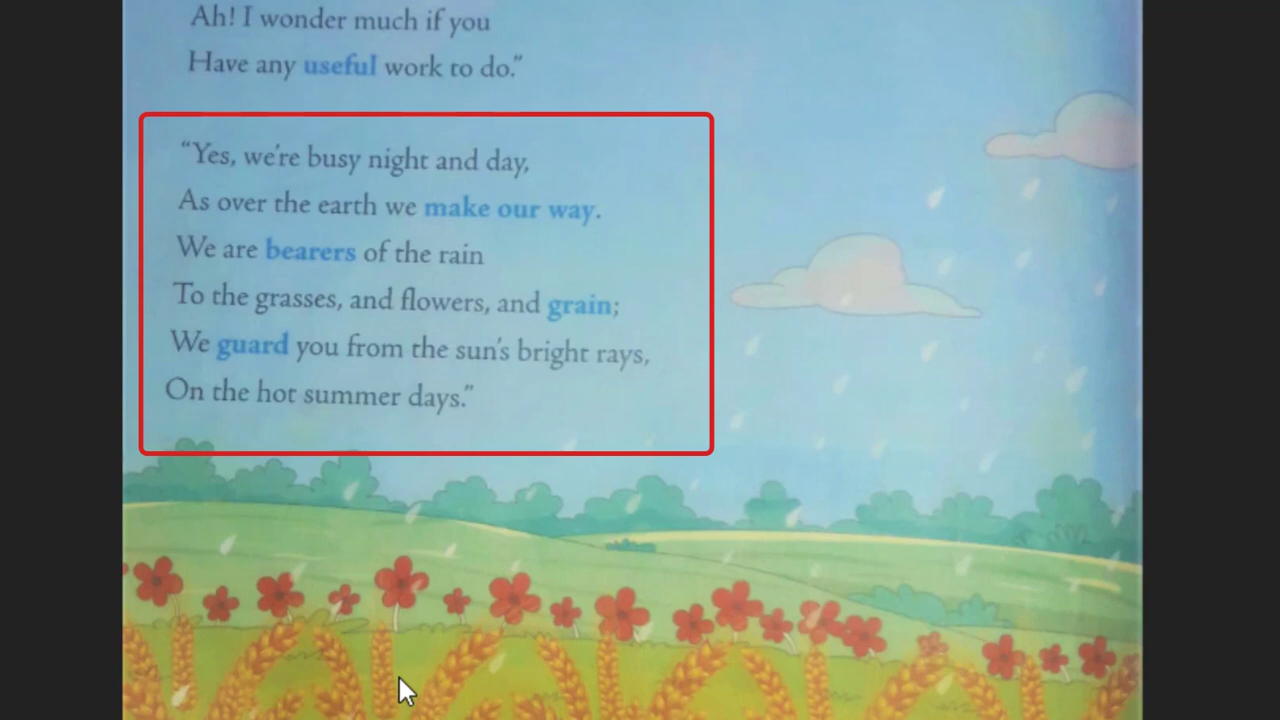 Ah! I wonder much if you
Have any useful work to do.”
“Yes, we're busy night and day,
As over the earth we make our way.
We are bearers of the rain
To the grasses, and flowers, and grain;
We guard you from the sun's bright rays,
On the hot summer days.”